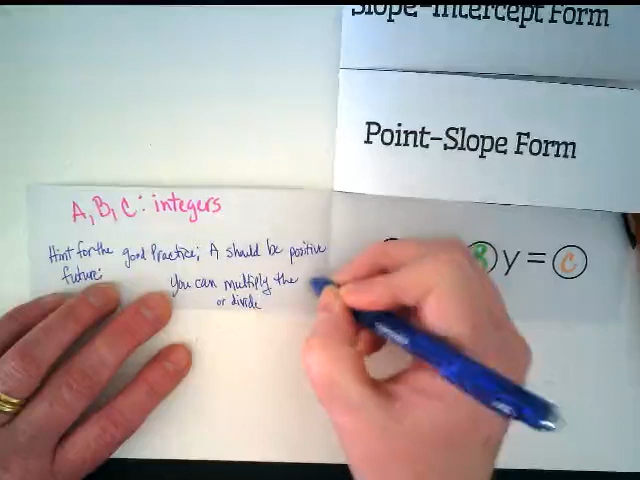 Slope-Intercept Form
Point-Slope Form
A, B, C: integers
Hint for the good Practice; A should be positive
future: You can multiply the
or divide
B y = C